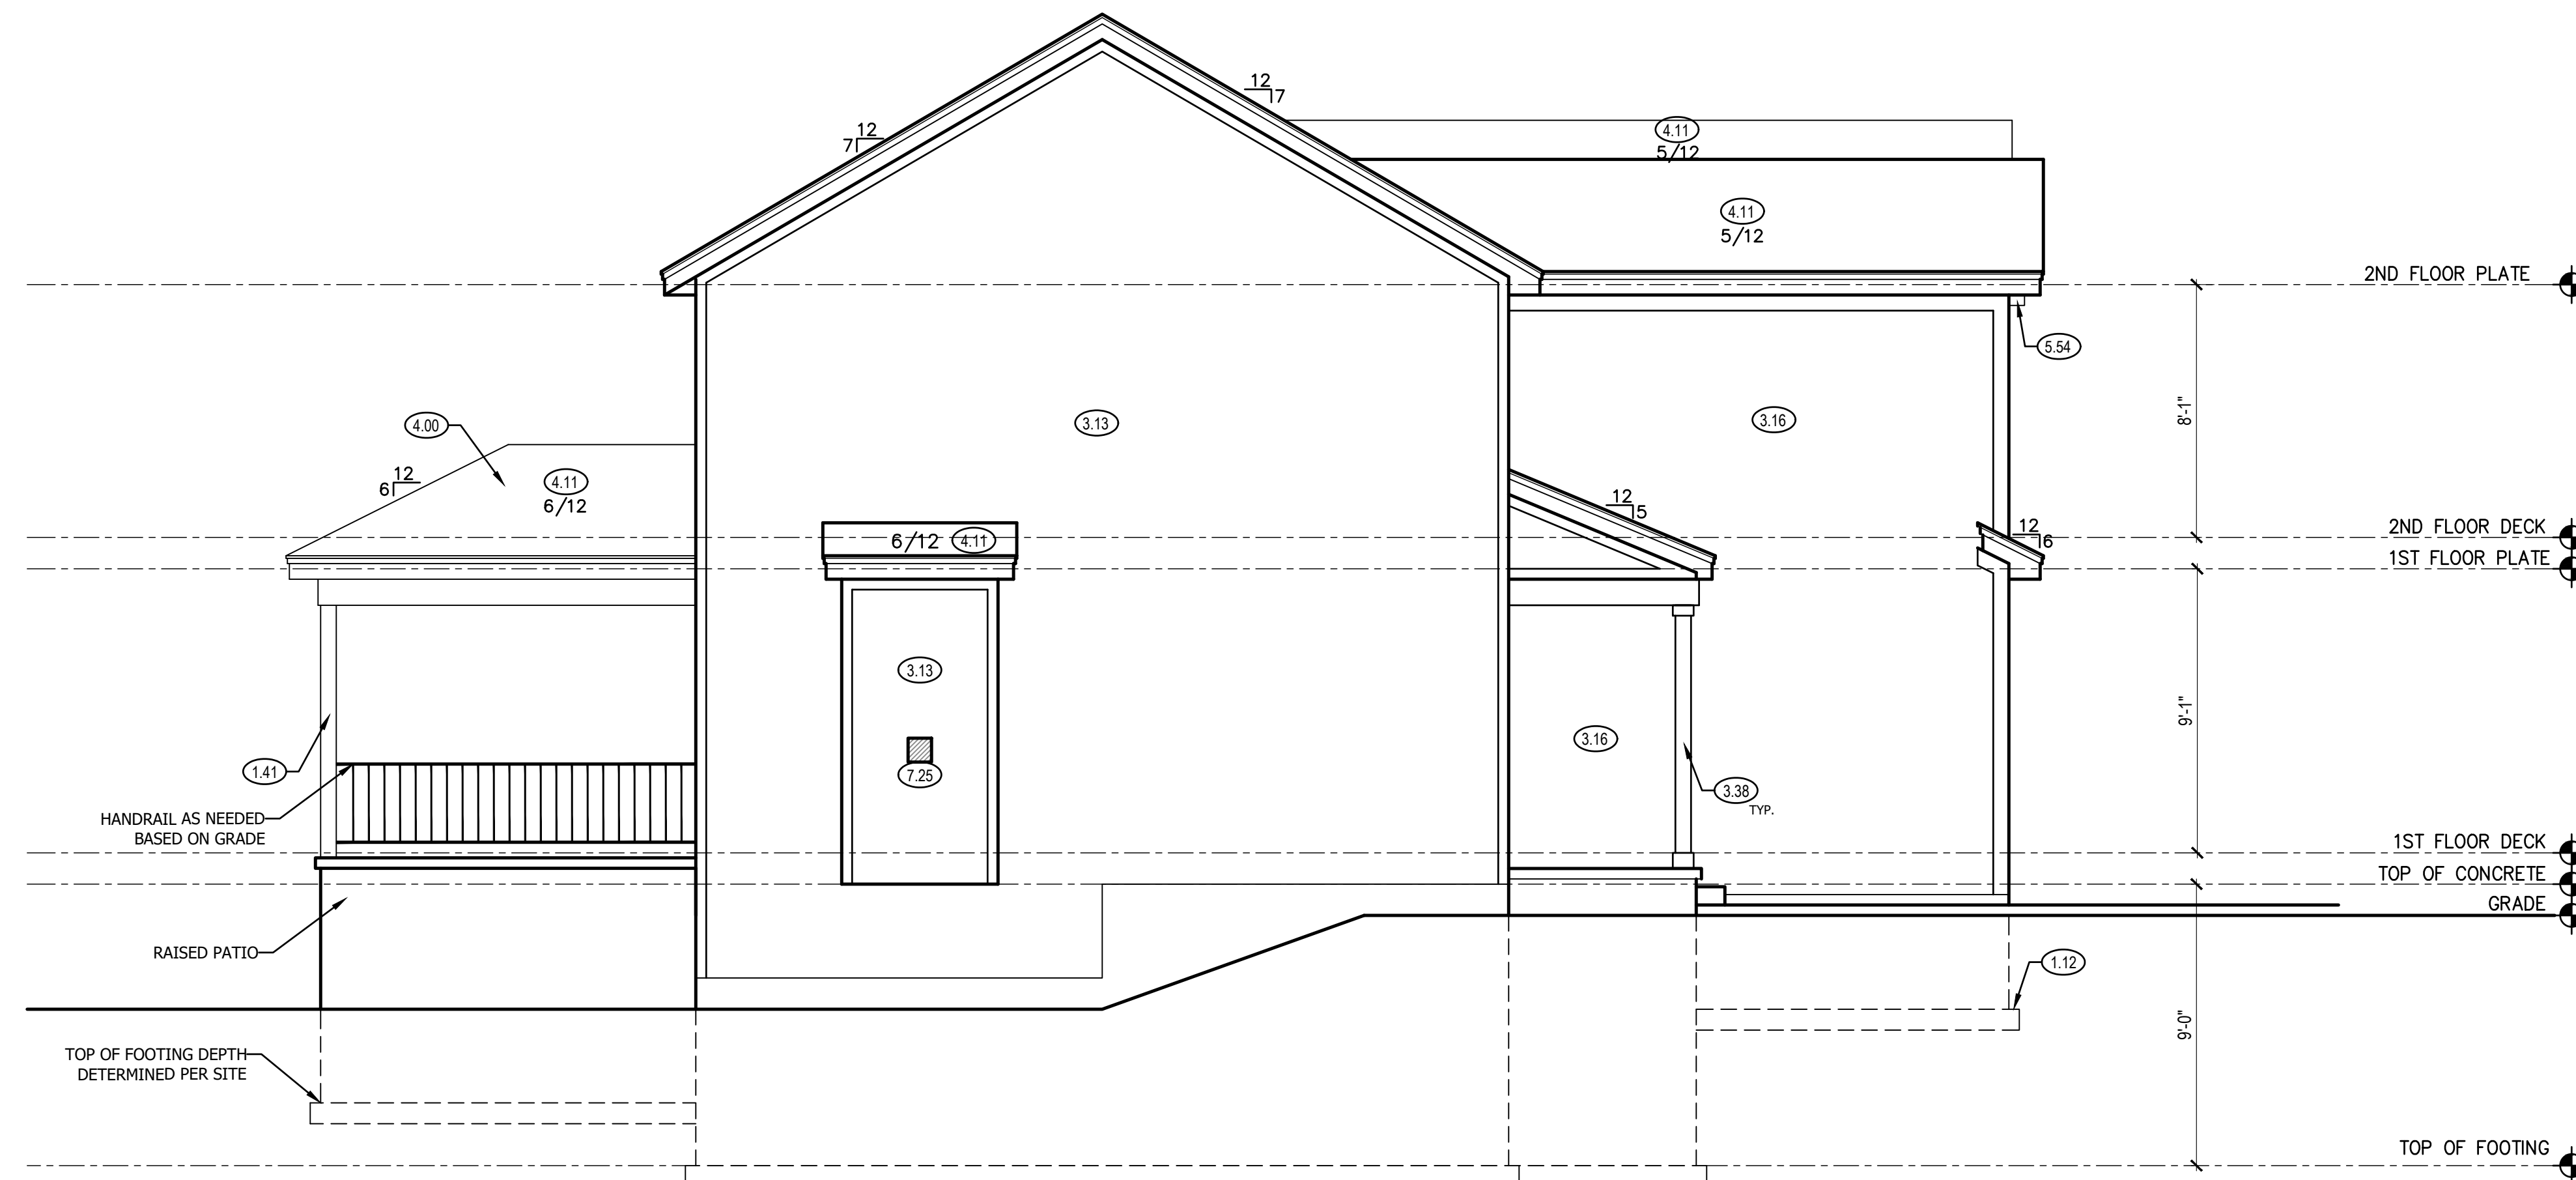 12
7
12
7
4.11
5/12
4.11
5/12
2ND FLOOR PLATE
5.54
8'-1"
4.00
3.13
3.16
12
6
4.11
6/12
12
5
6/12 4.11
12
6
2ND FLOOR DECK
1ST FLOOR PLATE
3.13
9'-1"
3.16
1.41
7.25
3.38
TYP.
HANDRAIL AS NEEDED
BASED ON GRADE
1ST FLOOR DECK
TOP OF CONCRETE
GRADE
RAISED PATIO
1.12
9'-0"
TOP OF FOOTING DEPTH
DETERMINED PER SITE
TOP OF FOOTING